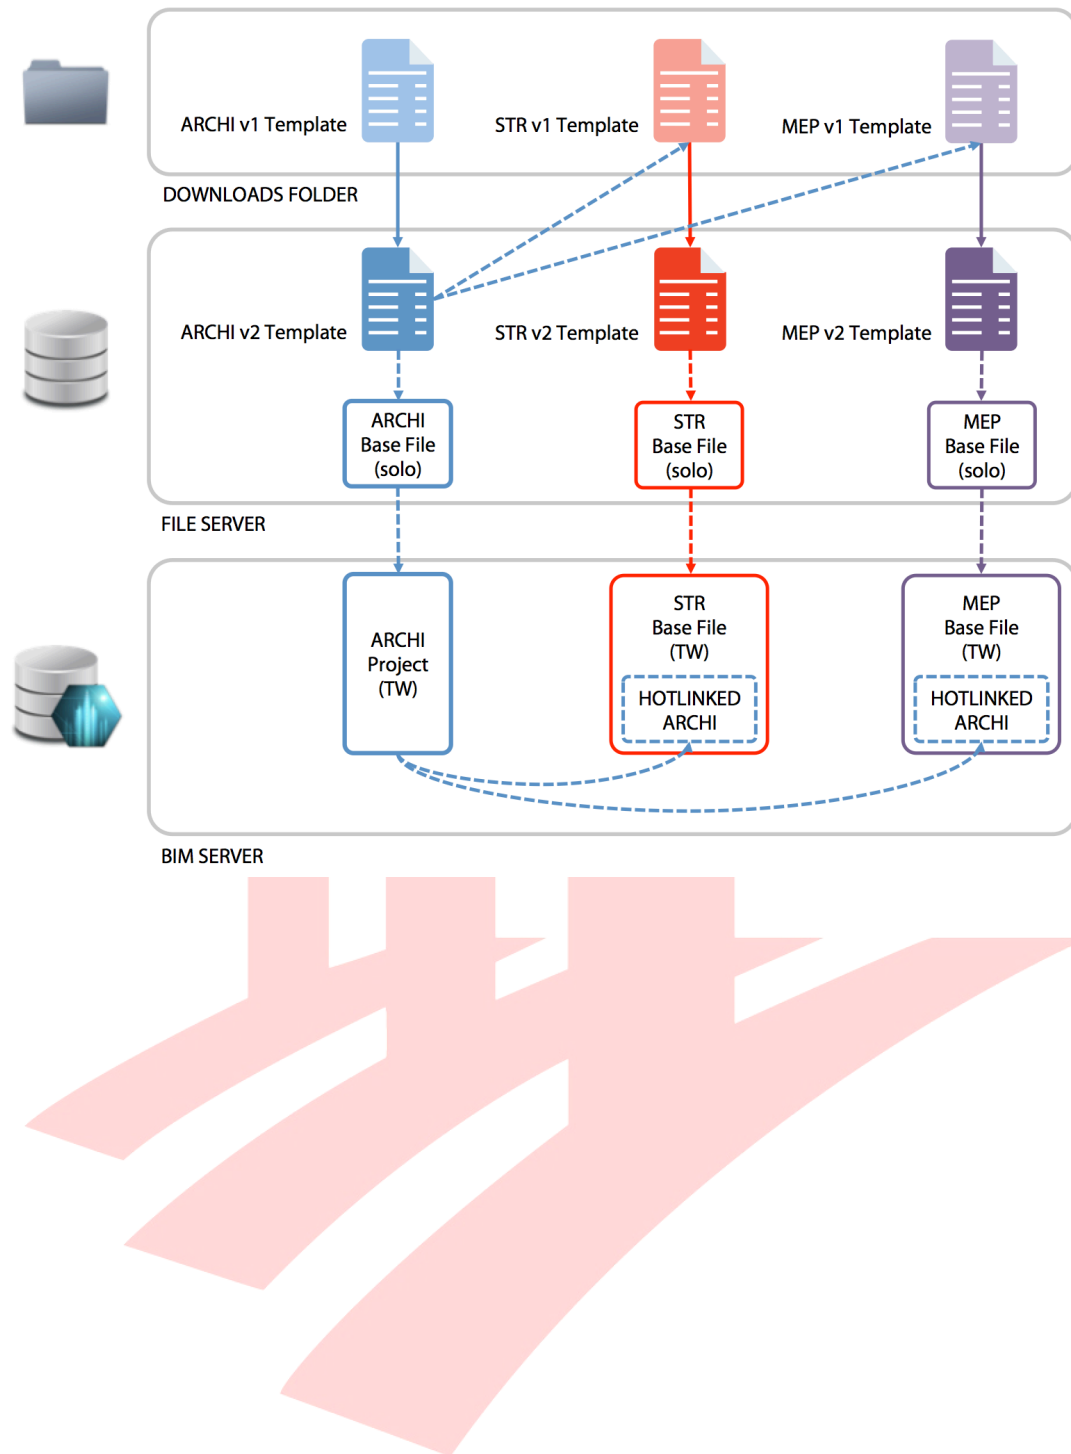 ARCHI v1 Template
STR v1 Template
MEP v1 Template
DOWNLOADS FOLDER
ARCHI v2 Template
STR v2 Template
MEP v2 Template
ARCHI
Base File
(solo)
STR
Base File
(solo)
MEP
Base File
(solo)
FILE SERVER
ARCHI
Project
(TW)
STR
Base File
(TW)
HOTLINKED
ARCHI
MEP
Base File
(TW)
HOTLINKED
ARCHI
BIM SERVER